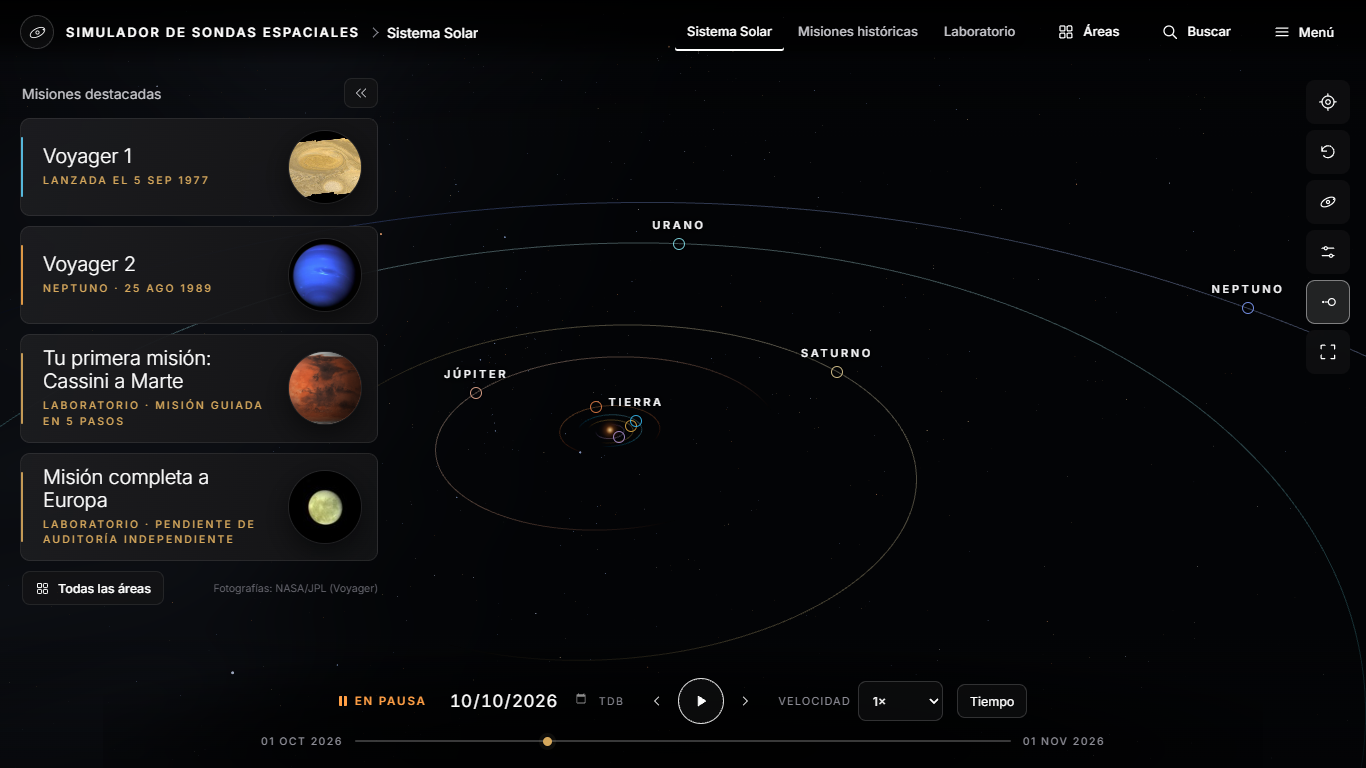 SIMULADOR DE SONDAS ESPACIALES > Sistema Solar
Sistema Solar
Misiones históricas
Laboratorio
Áreas
Buscar
Menú
Misiones destacadas
Voyager 1
LANZADA EL 5 SEP 1977
Voyager 2
NEPTUNO · 25 AGO 1989
Tu primera misión:
Cassini a Marte
LABORATORIO · MISIÓN GUIADA
EN 5 PASOS
Misión completa a
Europa
LABORATORIO · PENDIENTE DE
AUDITORÍA INDEPENDIENTE
Todas las áreas
Fotografías: NASA/JPL (Voyager)
URANO
NEPTUNO
SATURNO
JÚPITER
TIERRA
EN PAUSA
10/10/2026
TDB
VELOCIDAD
1×
Tiempo
01 OCT 2026
01 NOV 2026